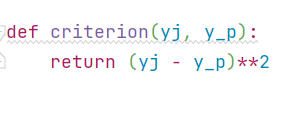 def criterion(yj, y_p):
    return (yj - y_p)**2